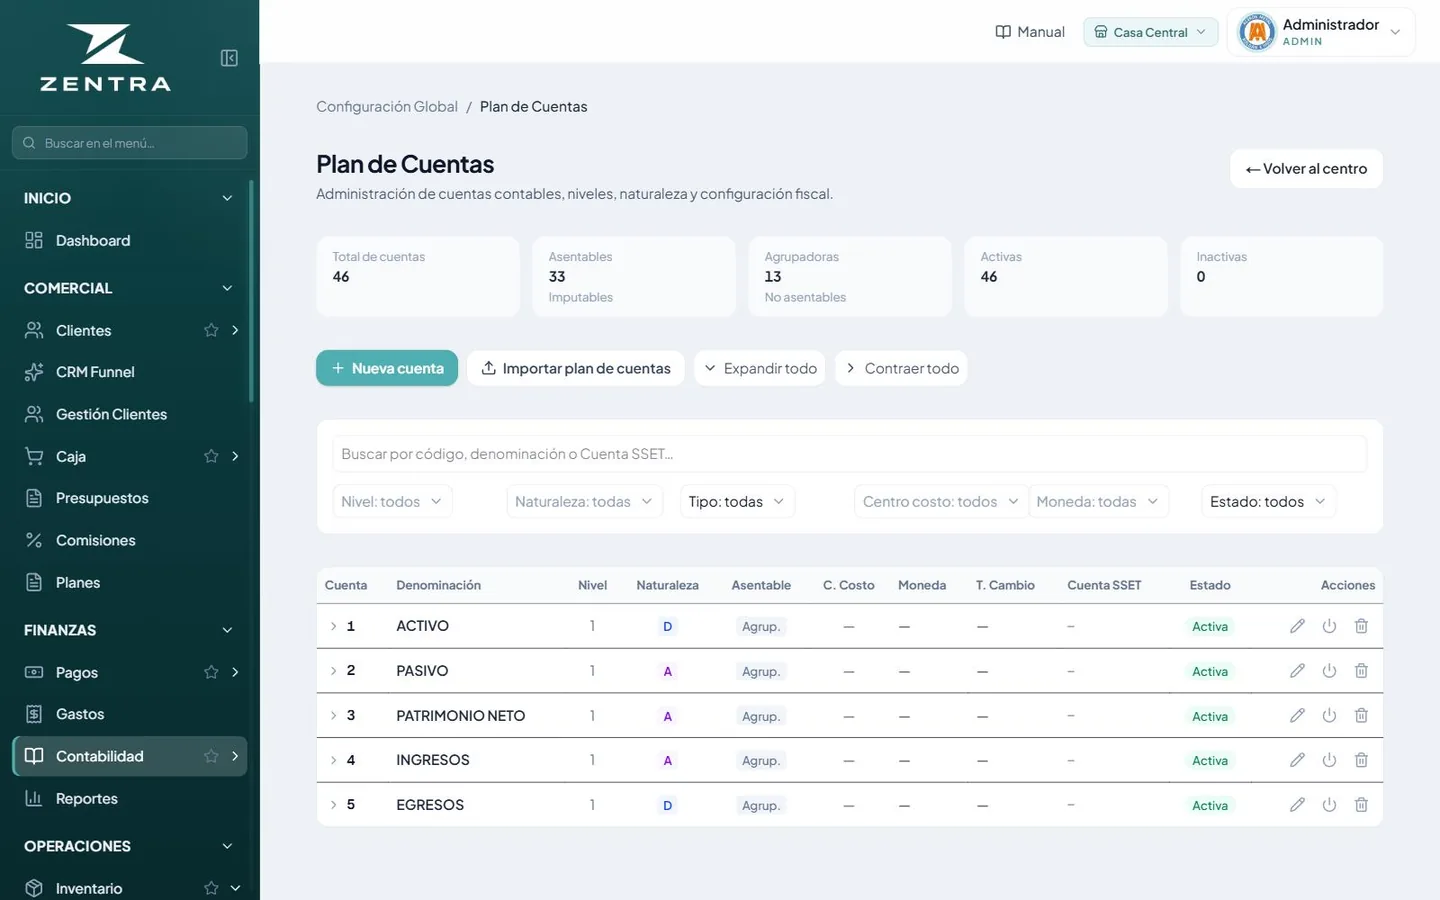 ZENTRA
Buscar en el menú...
INICIO
Dashboard
COMERCIAL
Clientes
CRM Funnel
Gestión Clientes
Caja
Presupuestos
Comisiones
Planes
FINANZAS
Pagos
Gastos
Contabilidad
Reportes
OPERACIONES
Inventario
Manual
Casa Central
Administrador
ADMIN
Configuración Global / Plan de Cuentas
Plan de Cuentas
Administración de cuentas contables, niveles, naturaleza y configuración fiscal.
← Volver al centro
Total de cuentas
46
Asentables
33
Imputables
Agrupadoras
13
No asentables
Activas
46
Inactivas
0
+ Nueva cuenta
Importar plan de cuentas
Expandir todo
Contraer todo
Buscar por código, denominación o Cuenta SSET...
Nivel: todos
Naturaleza: todas
Tipo: todas
Centro costo: todos
Moneda: todas
Estado: todos
Cuenta Denominación Nivel Naturaleza Asentable C. Costo Moneda T. Cambio Cuenta SSET Estado Acciones
1 ACTIVO 1 D Agrup. — — — – Activa
2 PASIVO 1 A Agrup. — — — – Activa
3 PATRIMONIO NETO 1 A Agrup. — — — – Activa
4 INGRESOS 1 A Agrup. — — — – Activa
5 EGRESOS 1 D Agrup. — — — – Activa